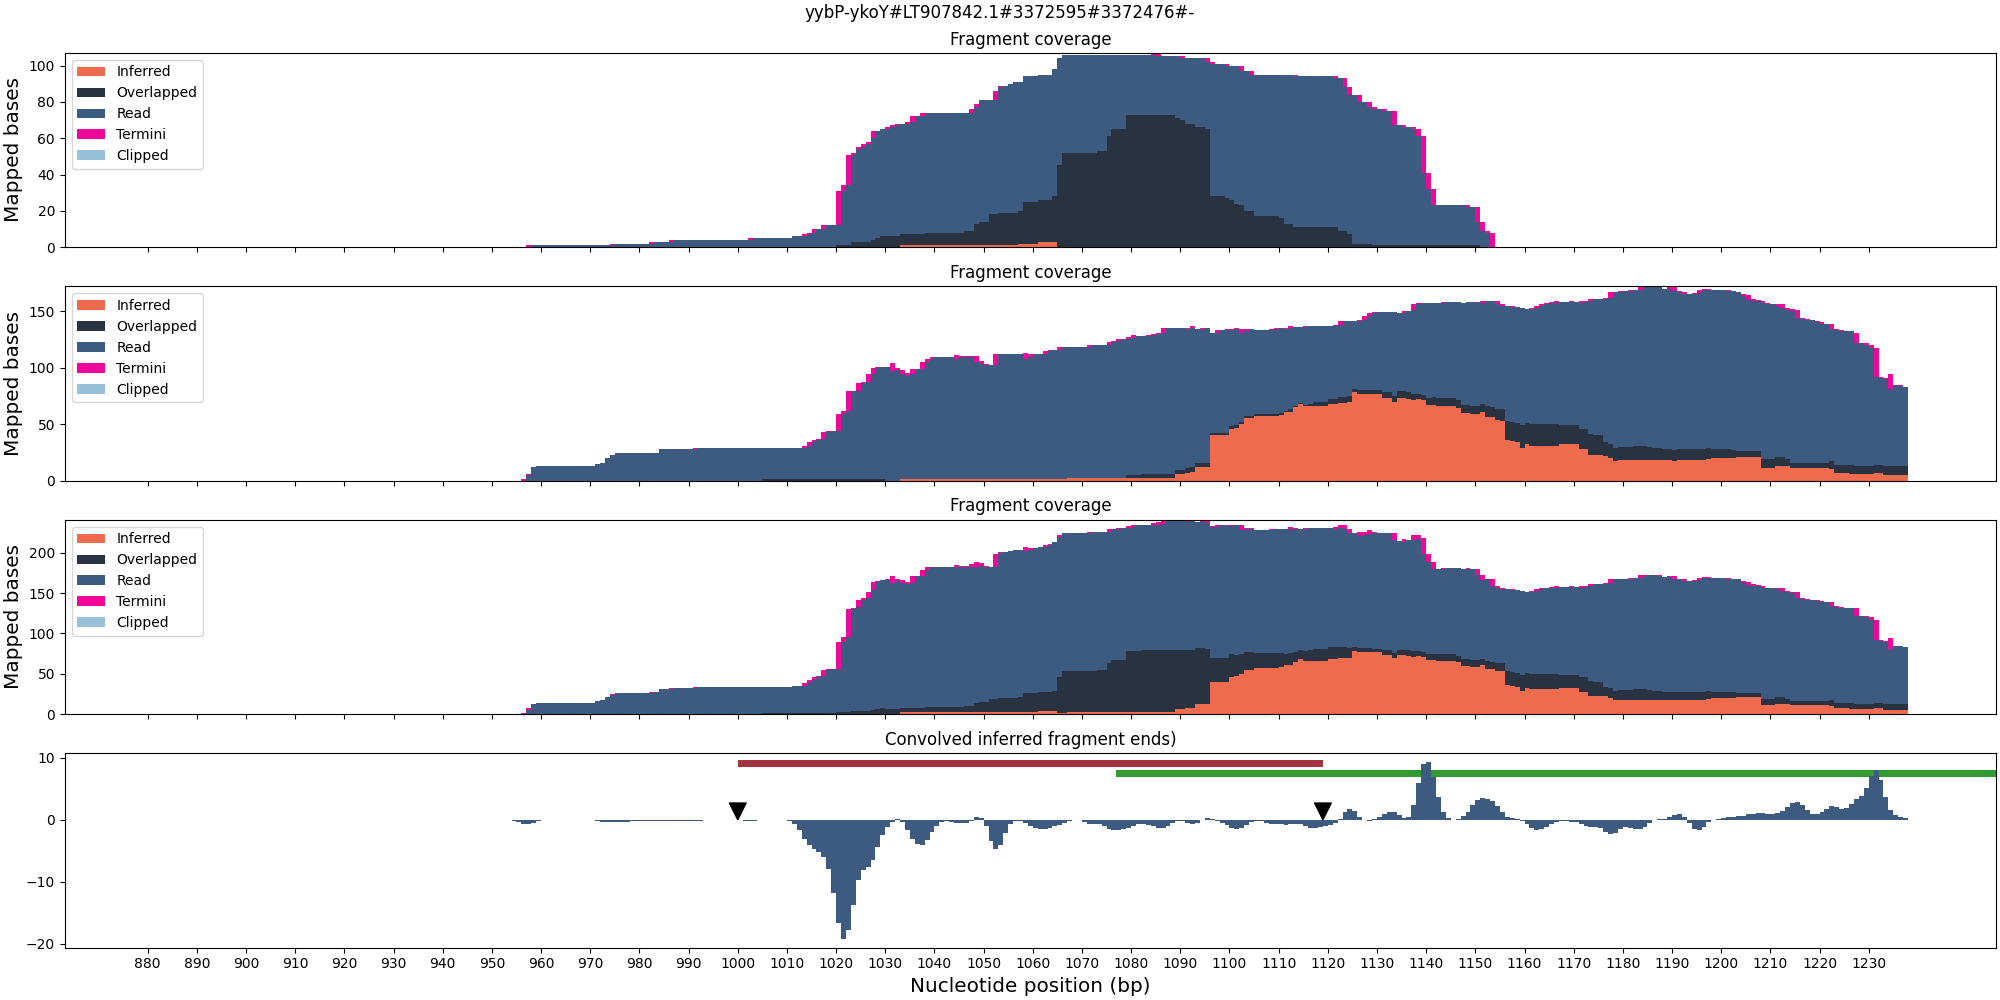 yybP-ykoY#LT907842.1#3372595#3372476#-
Fragment coverage
Mapped bases
100
80
60
40
20
0
Inferred
Overlapped
Read
Termini
Clipped
Fragment coverage
Mapped bases
150
100
50
0
Inferred
Overlapped
Read
Termini
Clipped
Fragment coverage
Mapped bases
200
150
100
50
0
Inferred
Overlapped
Read
Termini
Clipped
Convolved inferred fragment ends)
10
0
−10
−20
880 890 900 910 920 930 940 950 960 970 980 990 1000 1010 1020 1030 1040 1050 1060 1070 1080 1090 1100 1110 1120 1130 1140 1150 1160 1170 1180 1190 1200 1210 1220 1230
Nucleotide position (bp)